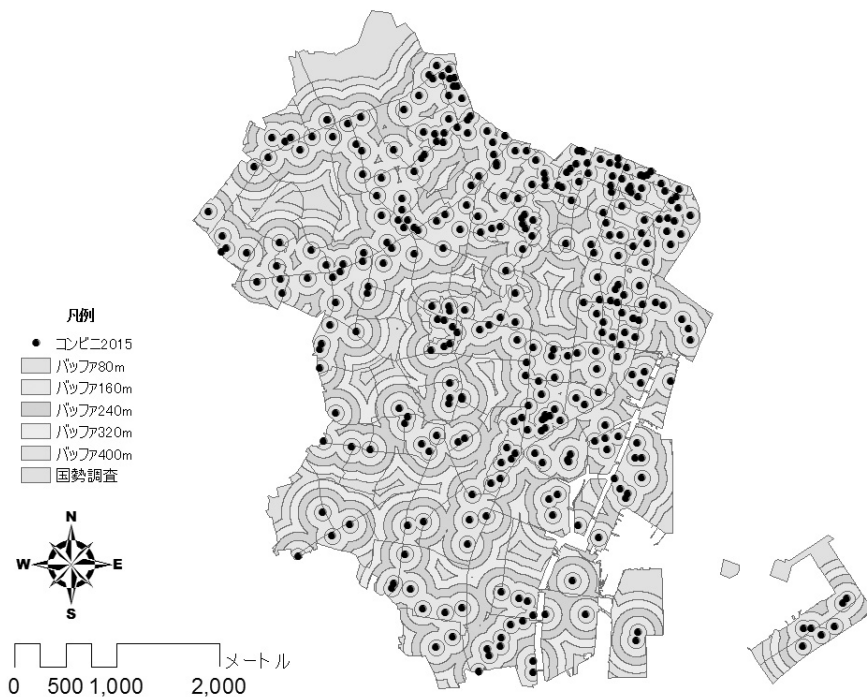 凡例
コンビニ2015
バッファ80m
バッファ160m
バッファ240m
バッファ320m
バッファ400m
国勢調査
N
W E
S
メートル
0 500 1,000 2,000